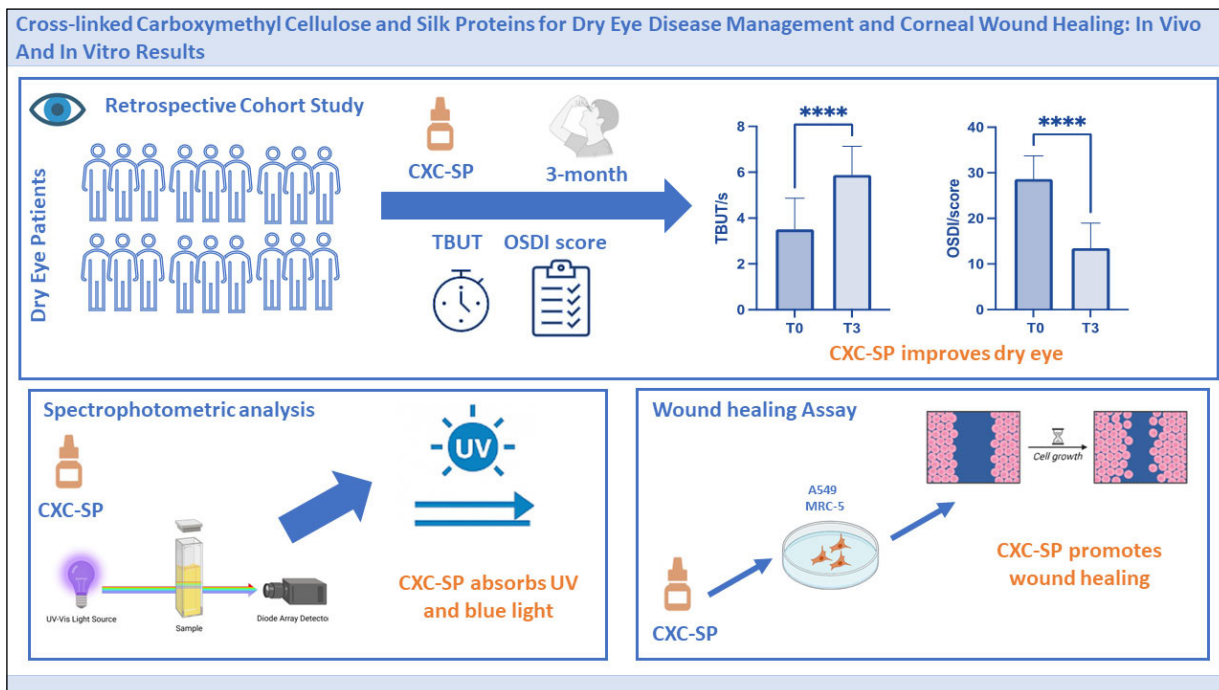 Cross-linked Carboxymethyl Cellulose and Silk Proteins for Dry Eye Disease Management and Corneal Wound Healing: In Vivo
And In Vitro Results
Retrospective Cohort Study
Dry Eye Patients
CXC-SP
3-month
TBUT
OSDI score
****
TBUT/s
8
6
4
2
0
T0
T3
****
OSDI/score
40
30
20
10
0
T0
T3
CXC-SP improves dry eye
Spectrophotometric analysis
CXC-SP
UV
UV-Vis Light Source
Sample
Diode Array Detector
CXC-SP absorbs UV
and blue light
Wound healing Assay
CXC-SP
A549
MRC-5
Cell growth
CXC-SP promotes
wound healing